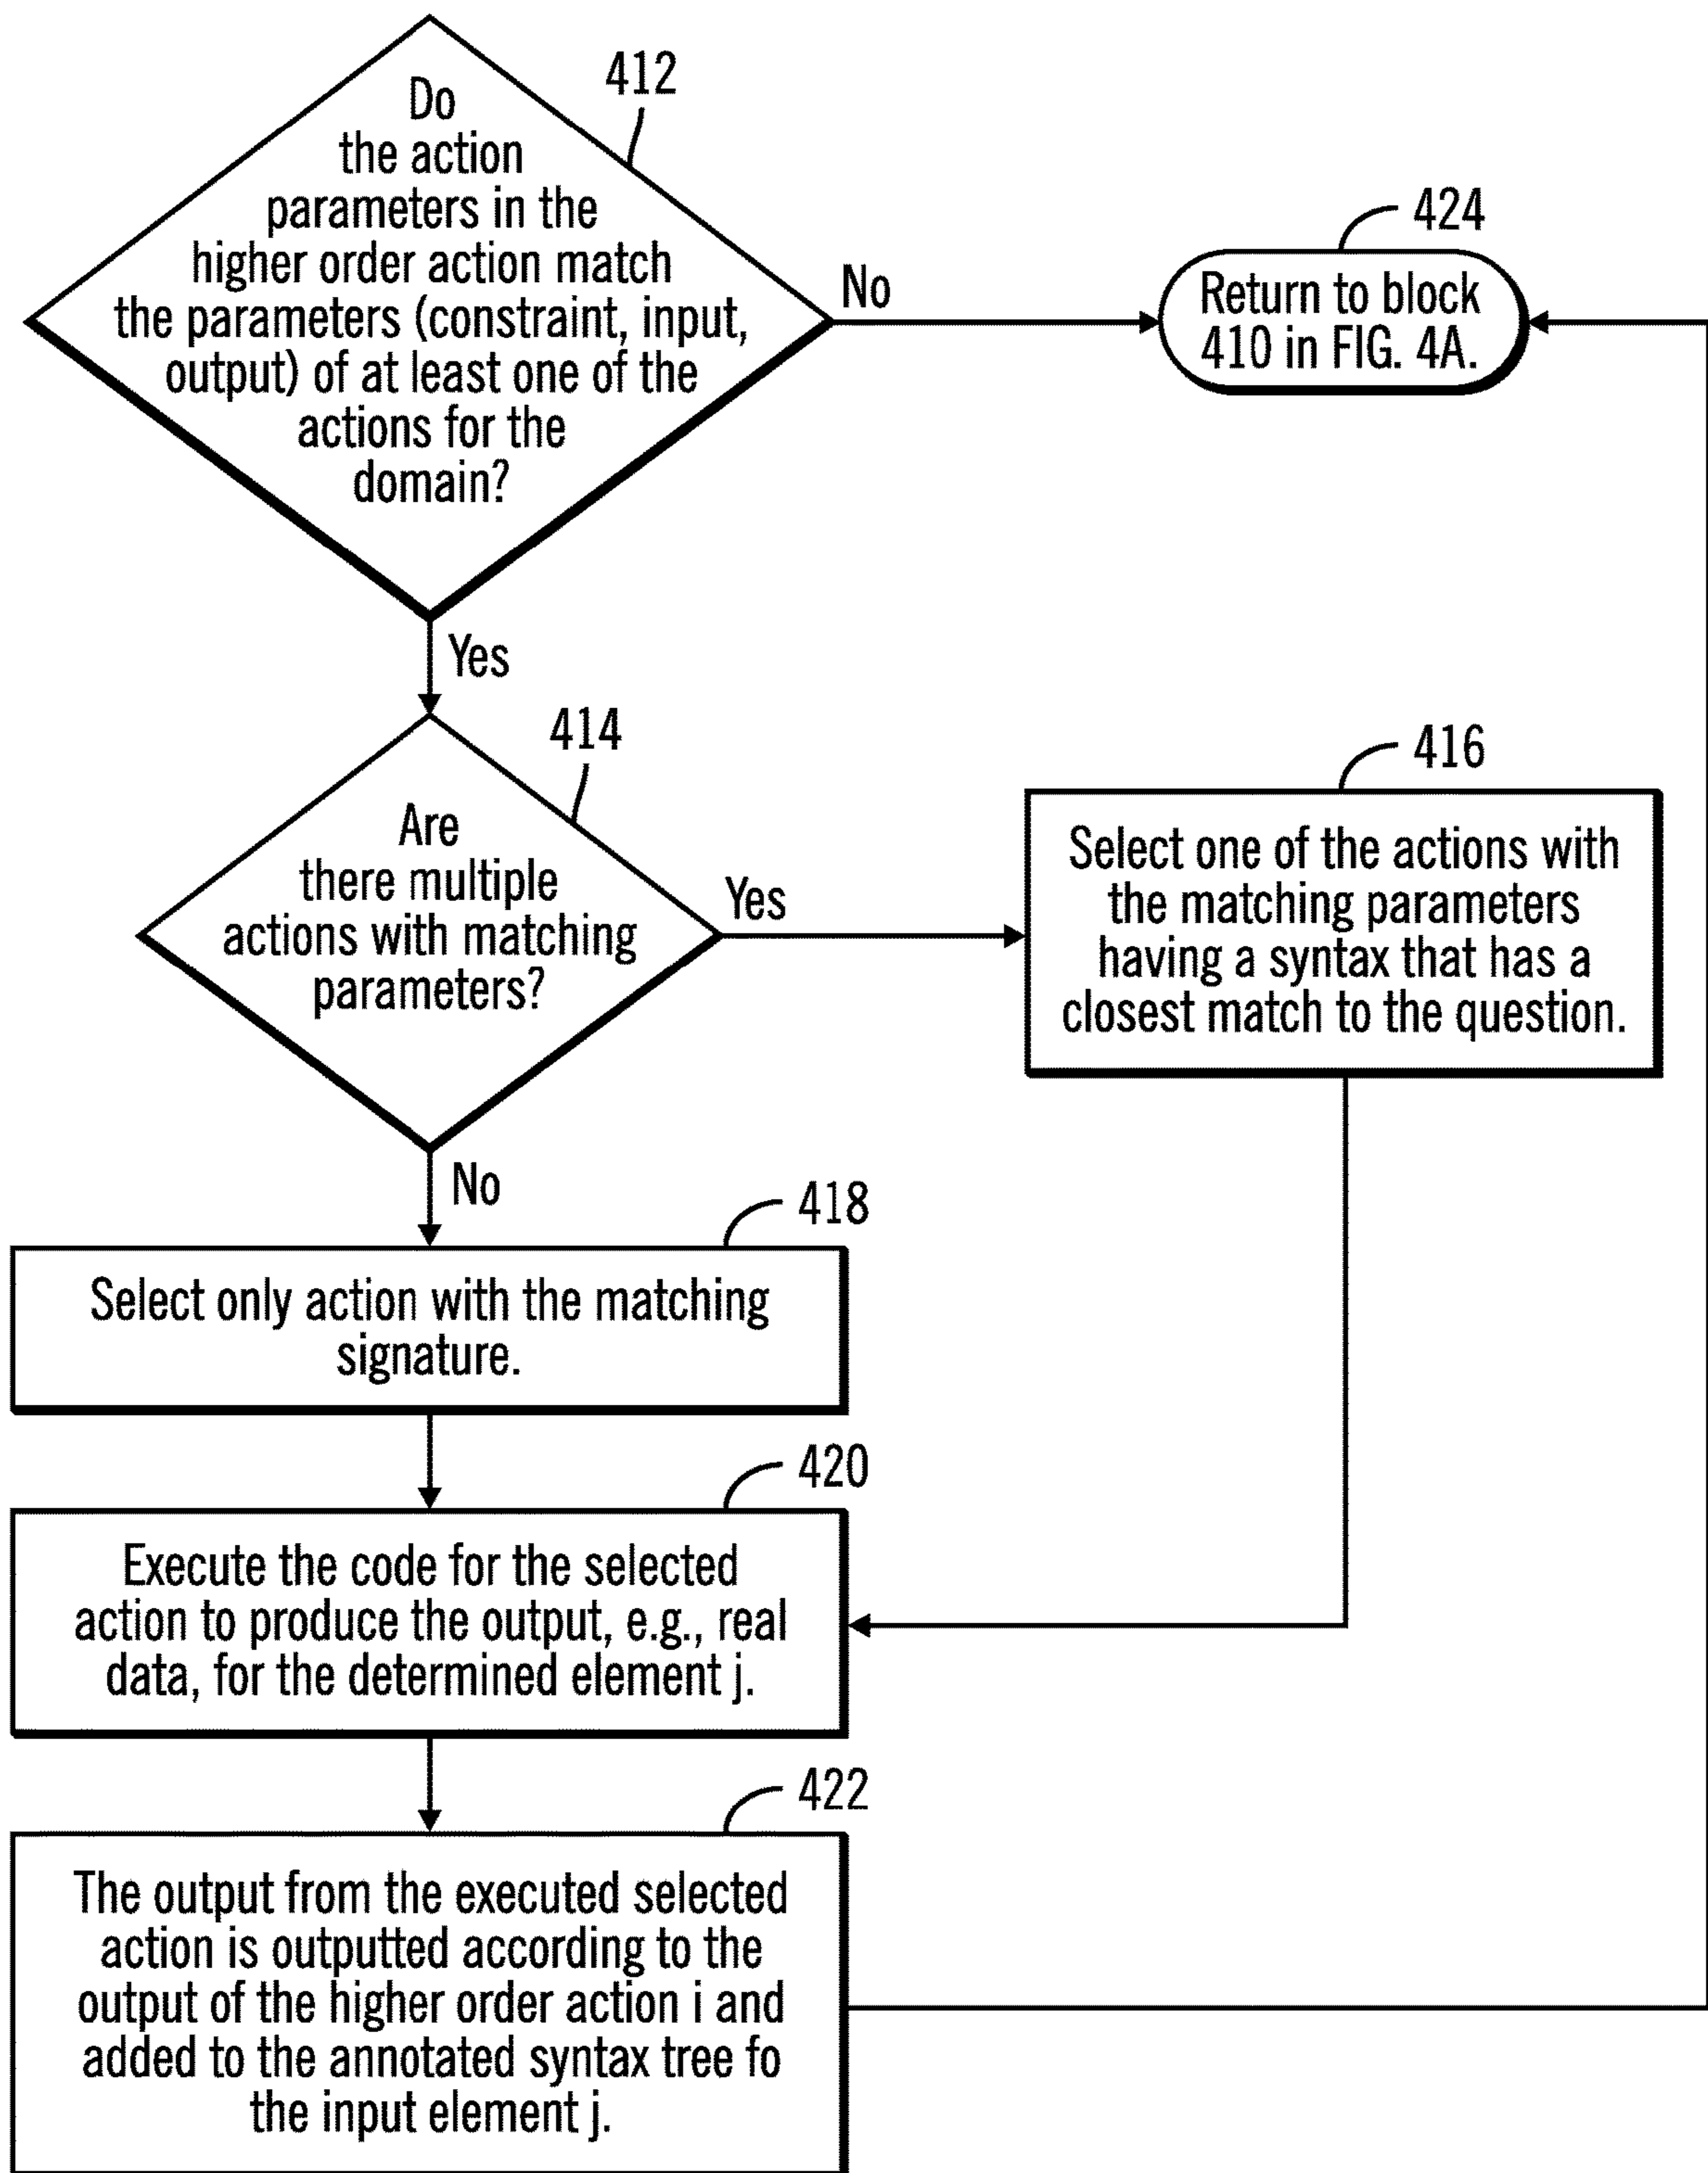 412
Do
the action
parameters in the
higher order action match
the parameters (constraint, input,
output) of at least one of the
actions for the
domain?
No
424
Return to block
410 in FIG. 4A.
Yes
414
Are
there multiple
actions with matching
parameters?
Yes
416
Select one of the actions with
the matching parameters
having a syntax that has a
closest match to the question.
No
418
Select only action with the matching
signature.
420
Execute the code for the selected
action to produce the output, e.g., real
data, for the determined element j.
422
The output from the executed selected
action is outputted according to the
output of the higher order action i and
added to the annotated syntax tree fo
the input element j.